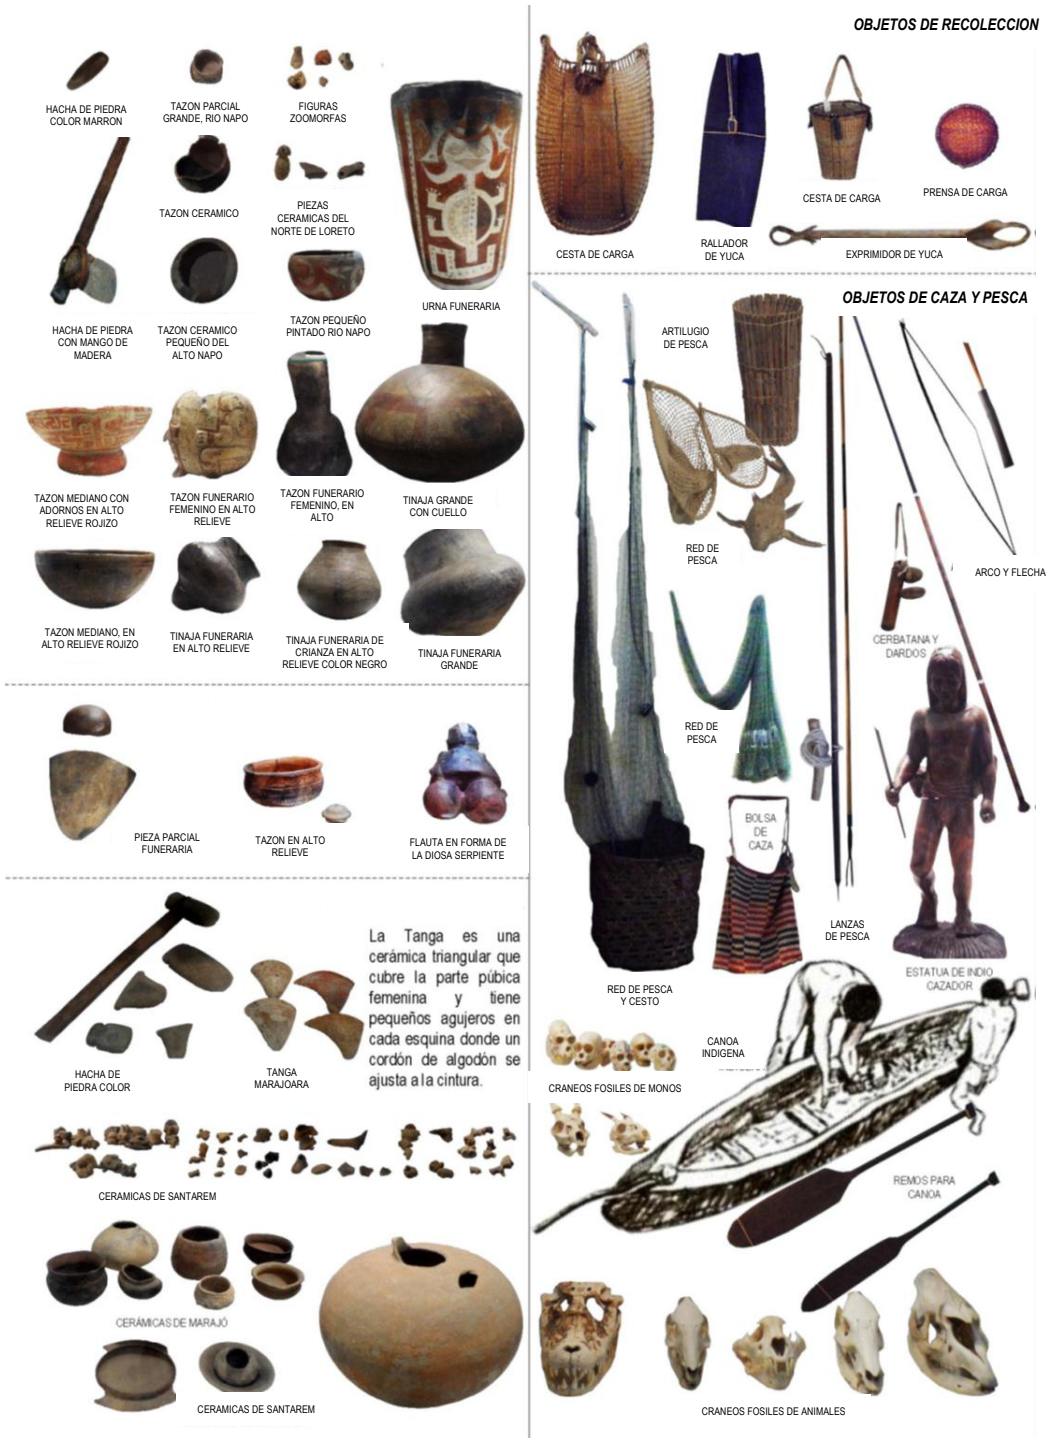 HACHA DE PIEDRA
COLOR MARRON
TAZON PARCIAL
GRANDE, RIO NAPO
FIGURAS
ZOOMORFAS
TAZON CERAMICO
PIEZAS
CERAMICAS DEL
NORTE DE LORETO
URNA FUNERARIA
HACHA DE PIEDRA
CON MANGO DE
MADERA
TAZON CERAMICO
PEQUEÑO DEL
ALTO NAPO
TAZON PEQUEÑO
PINTADO RIO NAPO
TAZON MEDIANO CON
ADORNOS EN ALTO
RELIEVE ROJIZO
TAZON FUNERARIO
FEMENINO EN ALTO
RELIEVE
TAZON FUNERARIO
FEMENINO, EN
ALTO
TINAJA GRANDE
CON CUELLO
TAZON MEDIANO, EN
ALTO RELIEVE ROJIZO
TINAJA FUNERARIA
EN ALTO RELIEVE
TINAJA FUNERARIA DE
CRIANZA EN ALTO
RELIEVE COLOR NEGRO
TINAJA FUNERARIA
GRANDE
PIEZA PARCIAL
FUNERARIA
TAZON EN ALTO
RELIEVE
FLAUTA EN FORMA DE
LA DIOSA SERPIENTE
HACHA DE
PIEDRA COLOR
TANGA
MARAJOARA
La Tanga es una
cerámica triangular que
cubre la parte púbica
femenina y tiene
pequeños agujeros en
cada esquina donde un
cordón de algodón se
ajusta a la cintura.
CERAMICAS DE SANTAREM
CERÁMICAS DE MARAJÓ
CERAMICAS DE SANTAREM
OBJETOS DE RECOLECCION
CESTA DE CARGA
RALLADOR
DE YUCA
CESTA DE CARGA
PRENSA DE CARGA
EXPRIMIDOR DE YUCA
OBJETOS DE CAZA Y PESCA
ARTILUGIO
DE PESCA
RED DE
PESCA
ARCO Y FLECHA
CERBATANA Y
DARDOS
RED DE
PESCA
BOLSA
DE
CAZA
LANZAS
DE PESCA
ESTATUA DE INDIO
CAZADOR
RED DE PESCA
Y CESTO
CANOA
INDIGENA
CRANEOS FOSILES DE MONOS
REMOS PARA
CANOA
CRANEOS FOSILES DE ANIMALES